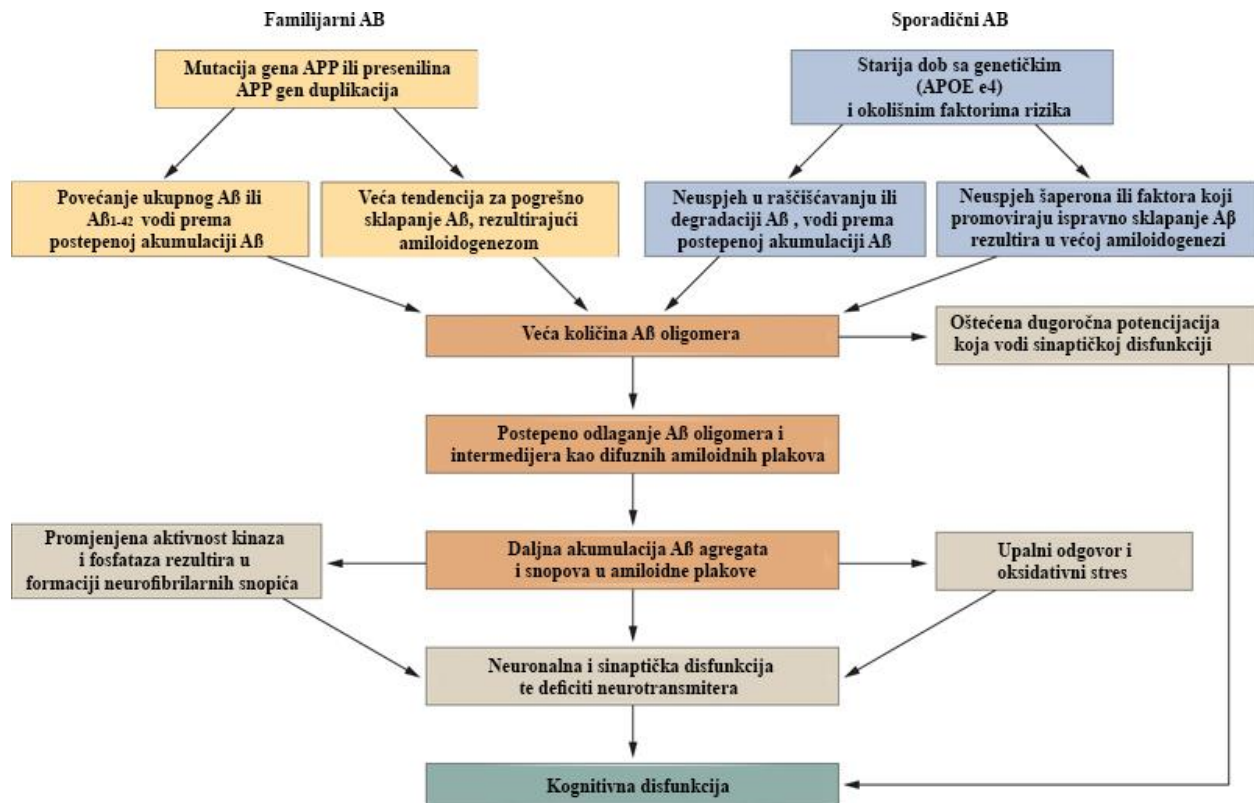 Familijarni AB
Sporadični AB
Mutacija gena APP ili presenilina
APP gen duplikacija
Starija dob sa genetičkim
(APOE e4)
i okolišnim faktorima rizika
Povećanje ukupnog Aß ili
Aß1-42 vodi prema
postepenoj akumulaciji Aß
Veća tendencija za pogrešno
sklapanje Aß, rezultirajući
amiloidogenezom
Neuspjeh u raščišćavanju ili
degradaciji Aß , vodi prema
postepenoj akumulaciji Aß
Neuspjeh šaperona ili faktora koji
promoviraju ispravno sklapanje Aβ
rezultira u većoj amiloidogenezi
Veća količina Aß oligomera
Oštećena dugoročna potencijacija
koja vodi sinaptičkoj disfunkciji
Postepeno odlaganje Aß oligomera i
intermedijera kao difuznih amiloidnih plakova
Promjenjena aktivnost kinaza
i fosfataza rezultira u
formaciji neurofibrilarnih snopića
Daljna akumulacija Aß agregata
i snopova u amiloidne plakove
Upalni odgovor i
oksidativni stres
Neuronalna i sinaptička disfunkcija
te deficiti neurotransmitera
Kognitivna disfunkcija